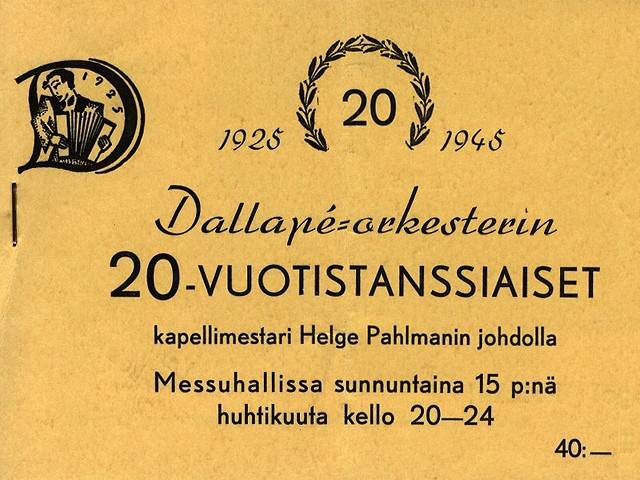 1925
20
1925 1945
Dallapé=orkesterin
20-VUOTISTANSSIAISET
kapellimestari Helge Pahlmanin johdolla
Messuhallissa sunnuntaina 15 p:nä
huhtikuuta kello 20—24
40:—